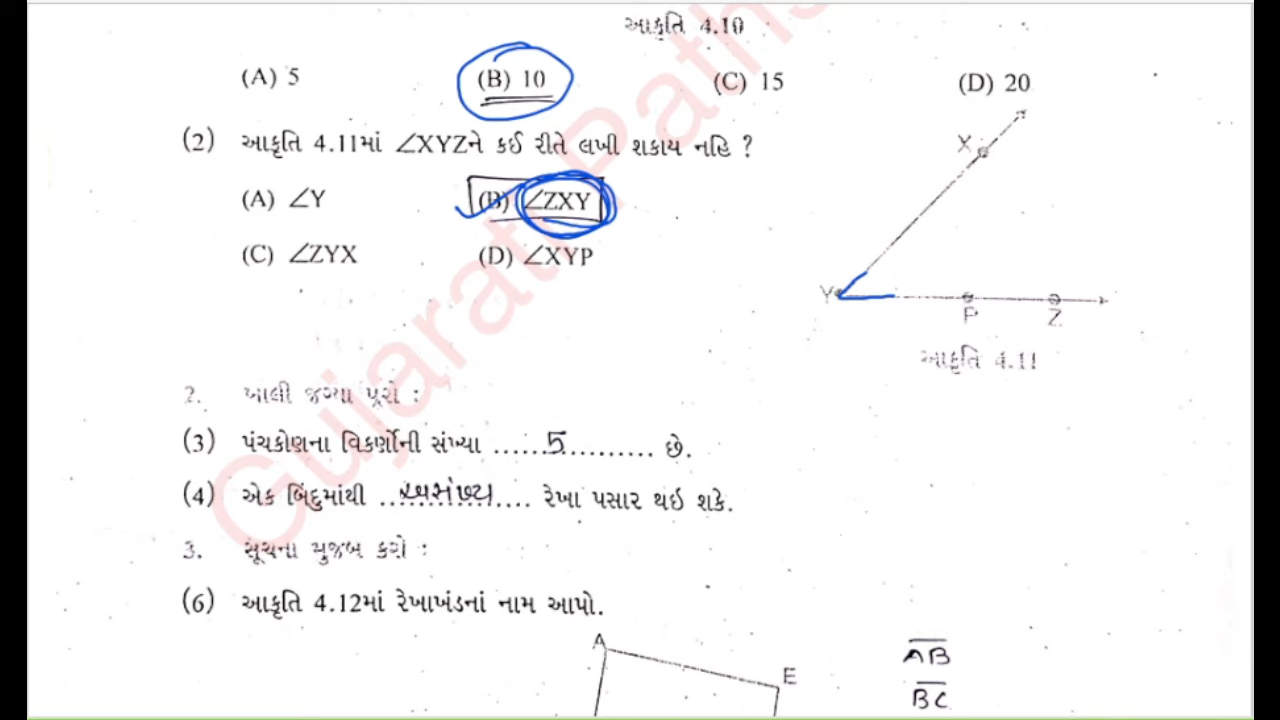 આકૃતિ 4.10
(A) 5 (B) 10 (C) 15 (D) 20
(2) આકૃતિ 4.11માં ∠XYZને કઈ રીતે લખી શકાય નહિ ?
(A) ∠Y (B) ∠ZXY
(C) ∠ZYX (D) ∠XYP
X
Y P Z
આકૃતિ 4.11
2. ખાલી જગ્યા પૂરો :
(3) પંચકોણના વિકર્ણોની સંખ્યા ......5............ છે.
(4) એક બિંદુમાંથી ..અસંખ્ય.... રેખા પસાર થઇ શકે.
3. સૂચના મુજબ કરો :
(6) આકૃતિ 4.12માં રેખાખંડનાં નામ આપો.
A
E
A̅B̅
B̅C̅